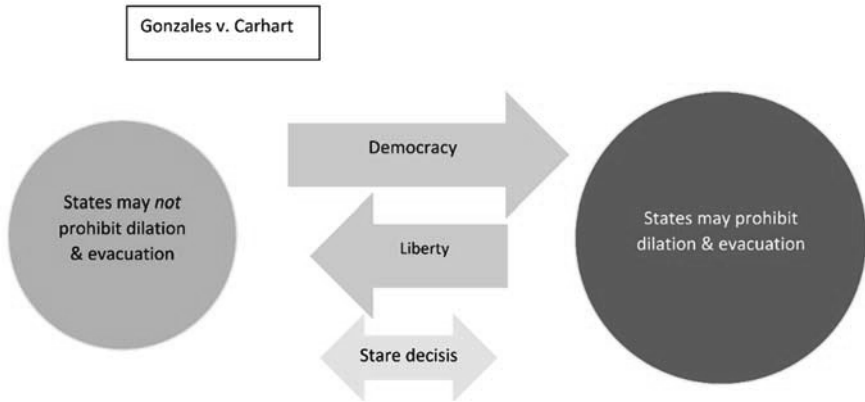 Gonzales v. Carhart
Democracy
States may not
prohibit dilation
& evacuation
States may prohibit
dilation & evacuation
Liberty
Stare decisis